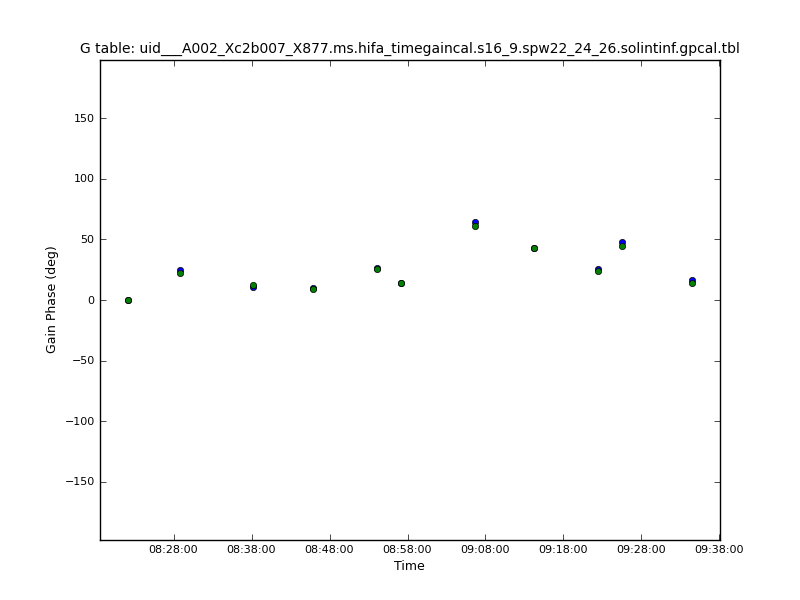 G table: uid___A002_Xc2b007_X877.ms.hifa_timegaincal.s16_9.spw22_24_26.solintinf.gpcal.tbl
150
100
50
0
−50
−100
−150
Gain Phase (deg)
08:28:00 08:38:00 08:48:00 08:58:00 09:08:00 09:18:00 09:28:00 09:38:00
Time